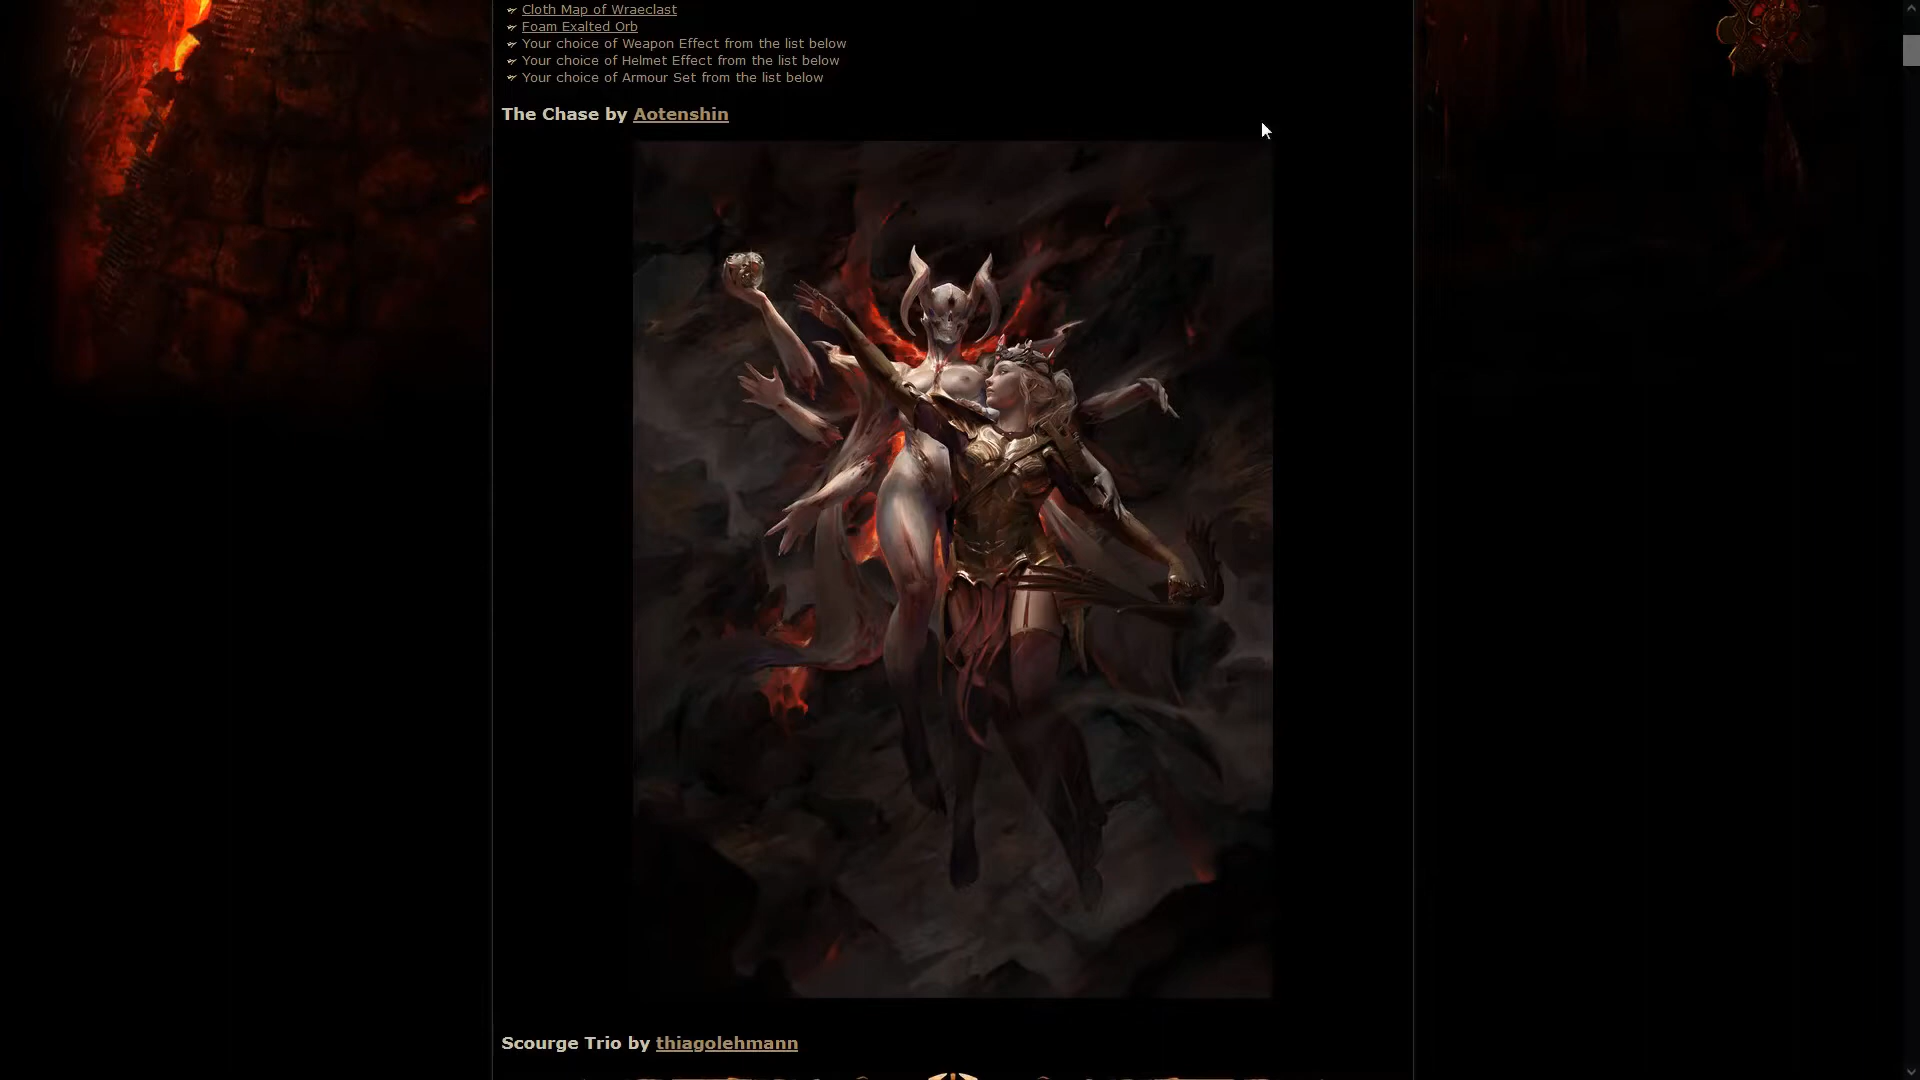 Cloth Map of Wraeclast
Foam Exalted Orb
Your choice of Weapon Effect from the list below
Your choice of Helmet Effect from the list below
Your choice of Armour Set from the list below
The Chase by Aotenshin
Scourge Trio by thiagolehmann